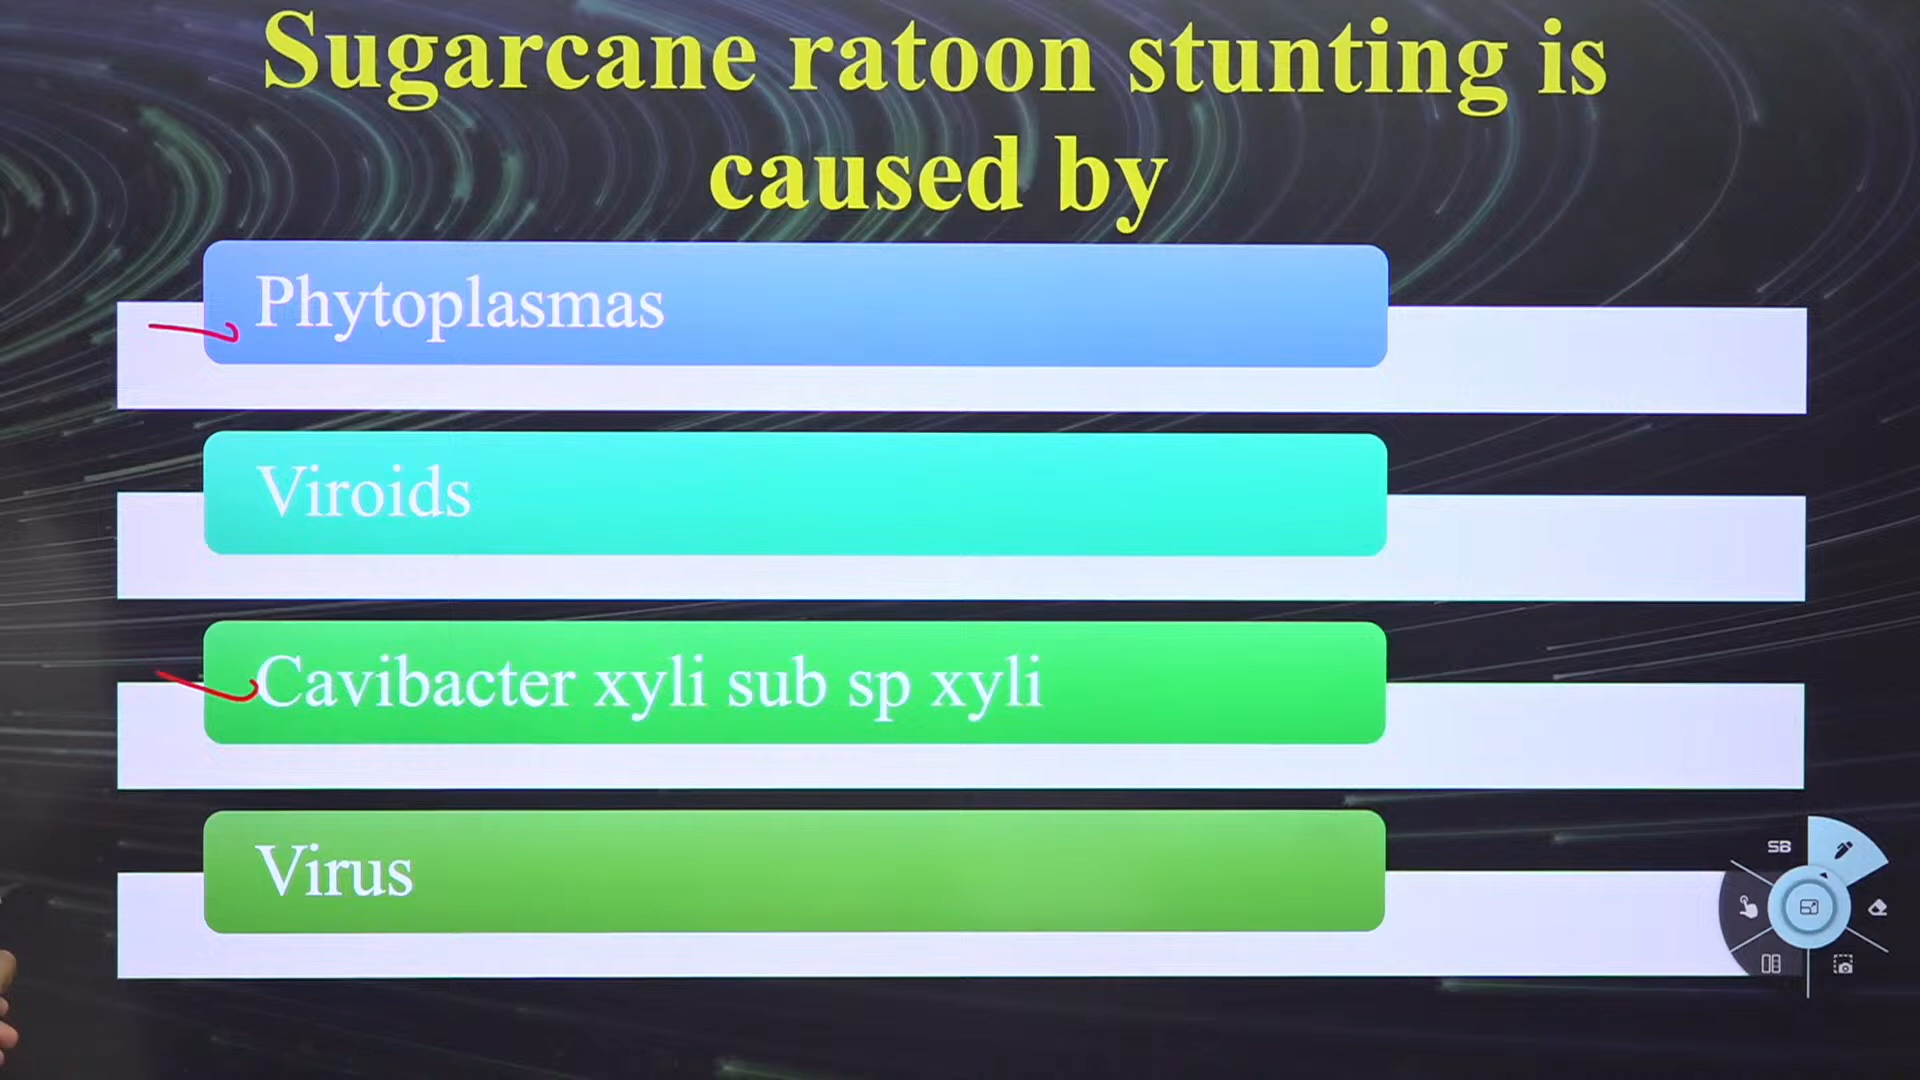 Sugarcane ratoon stunting is
caused by
Phytoplasmas
Viroids
Cavibacter xyli sub sp xyli
Virus
SB